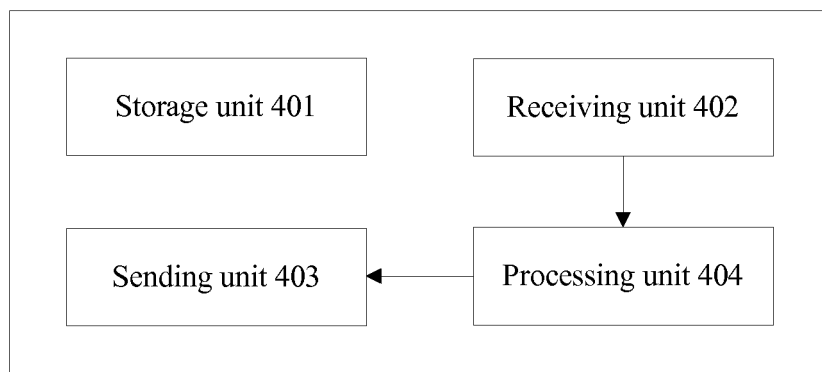 Storage unit 401
Receiving unit 402
Sending unit 403
Processing unit 404